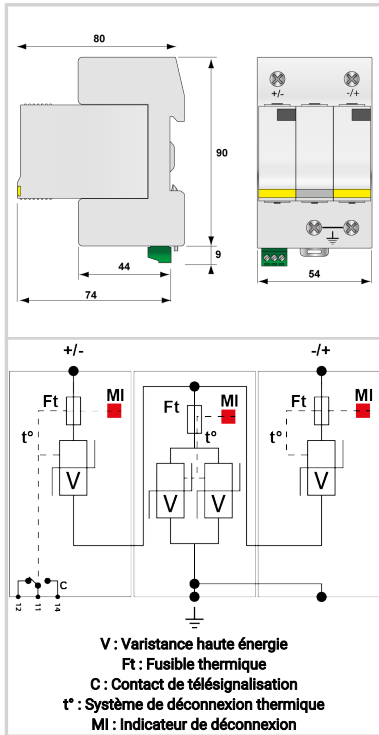 80
+/-
-/+
90
44
9
74
54
+/-
-/+
Ft
MI
t°
V
Ft
MI
t°
V
V
Ft
MI
t°
V
C
12
11
14
V : Varistance haute énergie
Ft : Fusible thermique
C : Contact de télésignalisation
t° : Système de déconnexion thermique
MI : Indicateur de déconnexion